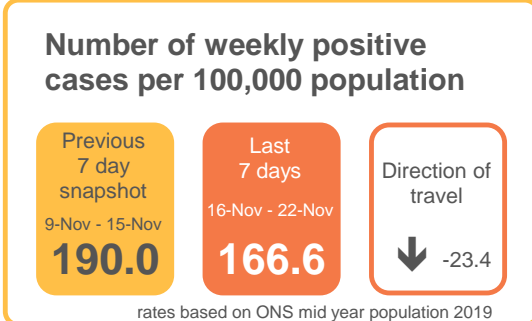 Number of weekly positive
cases per 100,000 population
Previous
7 day
snapshot
9-Nov - 15-Nov
190.0
Last
7 days
16-Nov - 22-Nov
166.6
Direction of
travel
-23.4
rates based on ONS mid year population 2019